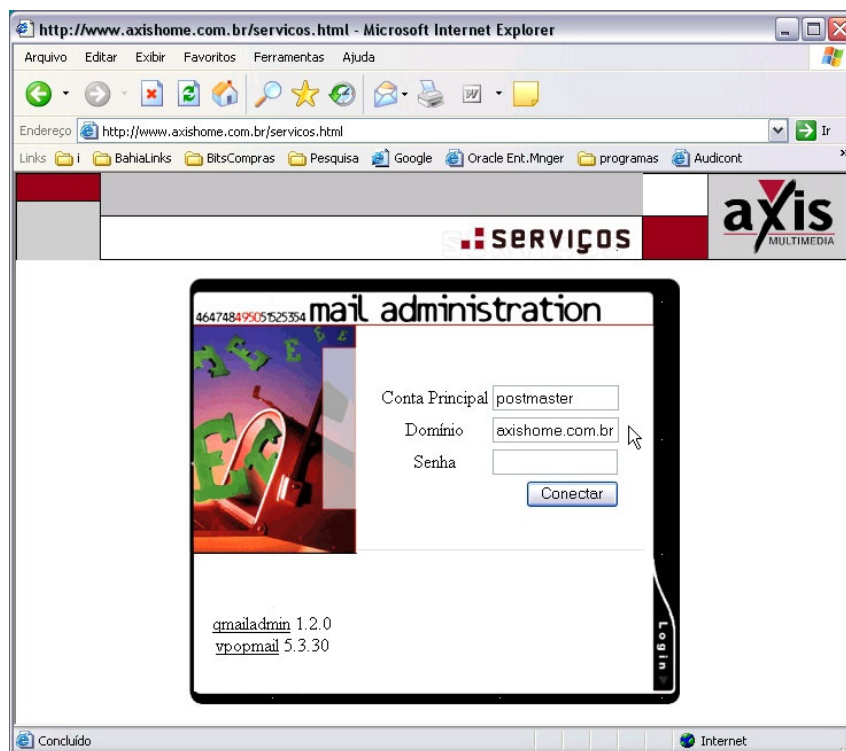 http://www.axishome.com.br/servicos.html - Microsoft Internet Explorer
Arquivo Editar Exibir Favoritos Ferramentas Ajuda
Endereço http://www.axishome.com.br/servicos.html Ir
Links i BahiaLinks BitsCompras Pesquisa Google Oracle Ent.Mnger programas Audicont »
axis
MULTIMEDIA
SERVIÇOS
464748495051525354 mail administration
Conta Principal postmaster
Domínio axishome.com.br
Senha
Conectar
qmailadmin 1.2.0
vpopmail 5.3.30
Login
Concluído Internet